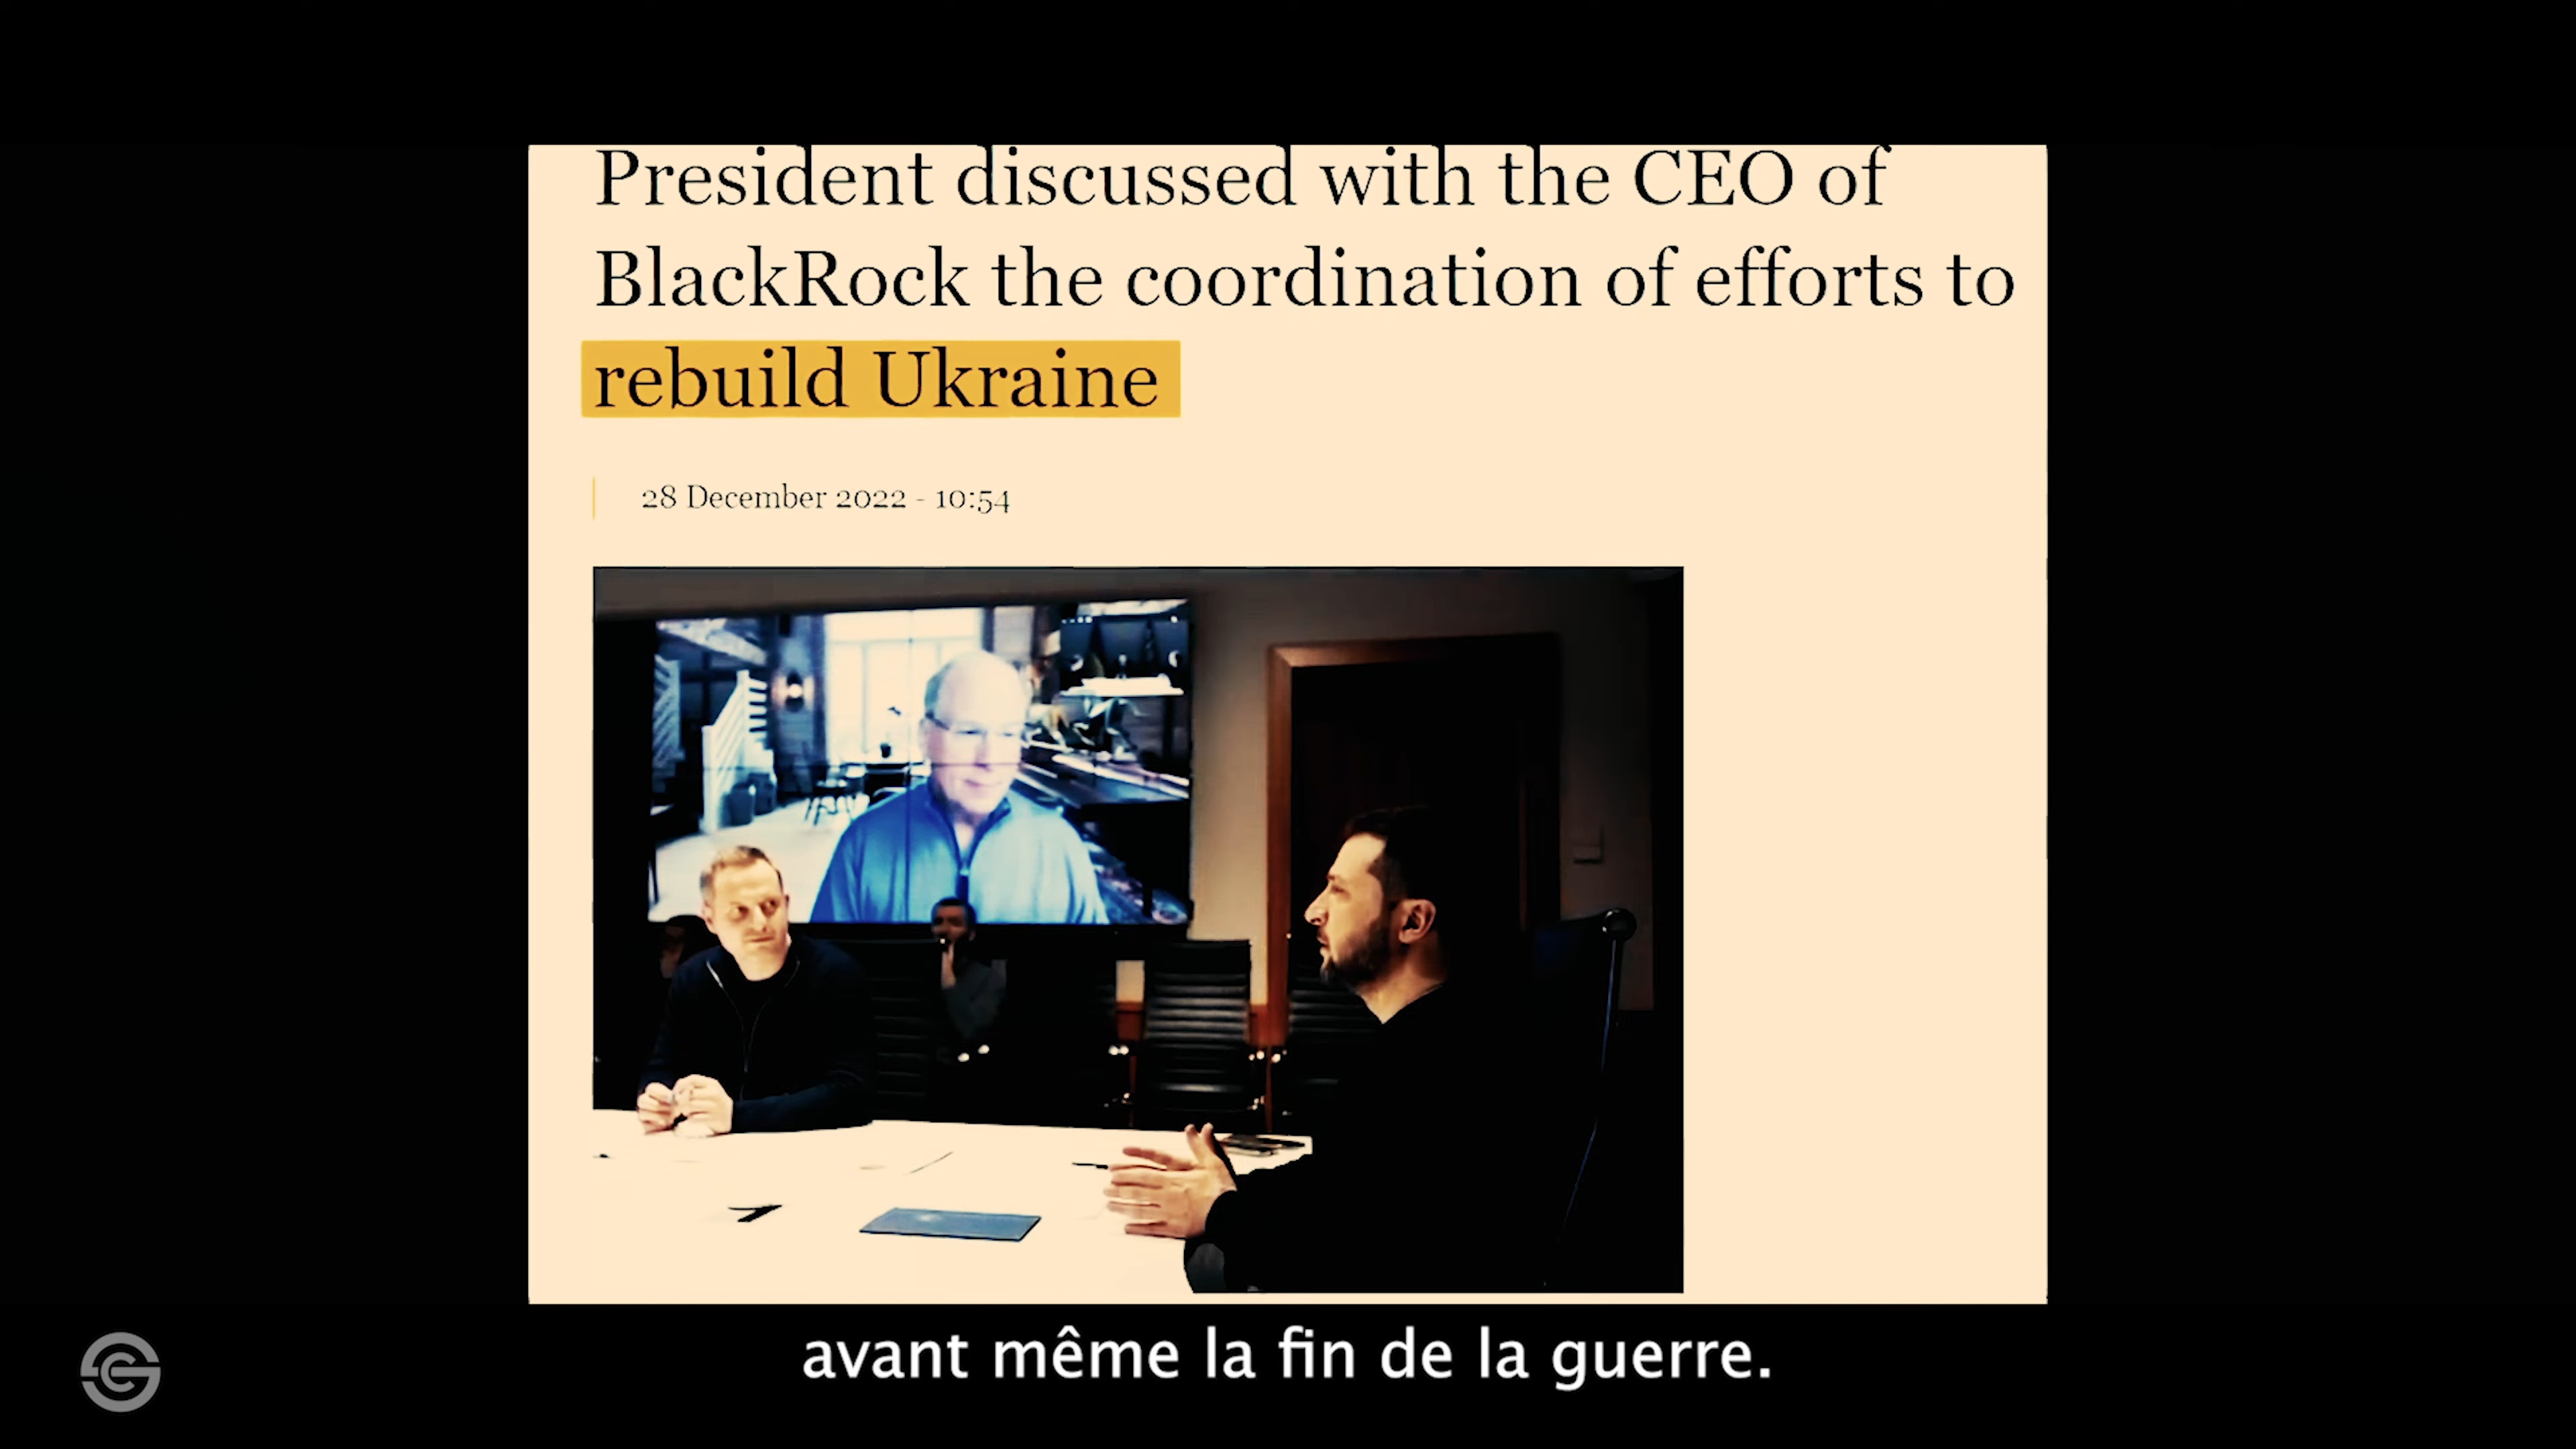 President discussed with the CEO of
BlackRock the coordination of efforts to
rebuild Ukraine
28 December 2022 - 10:54
avant même la fin de la guerre.